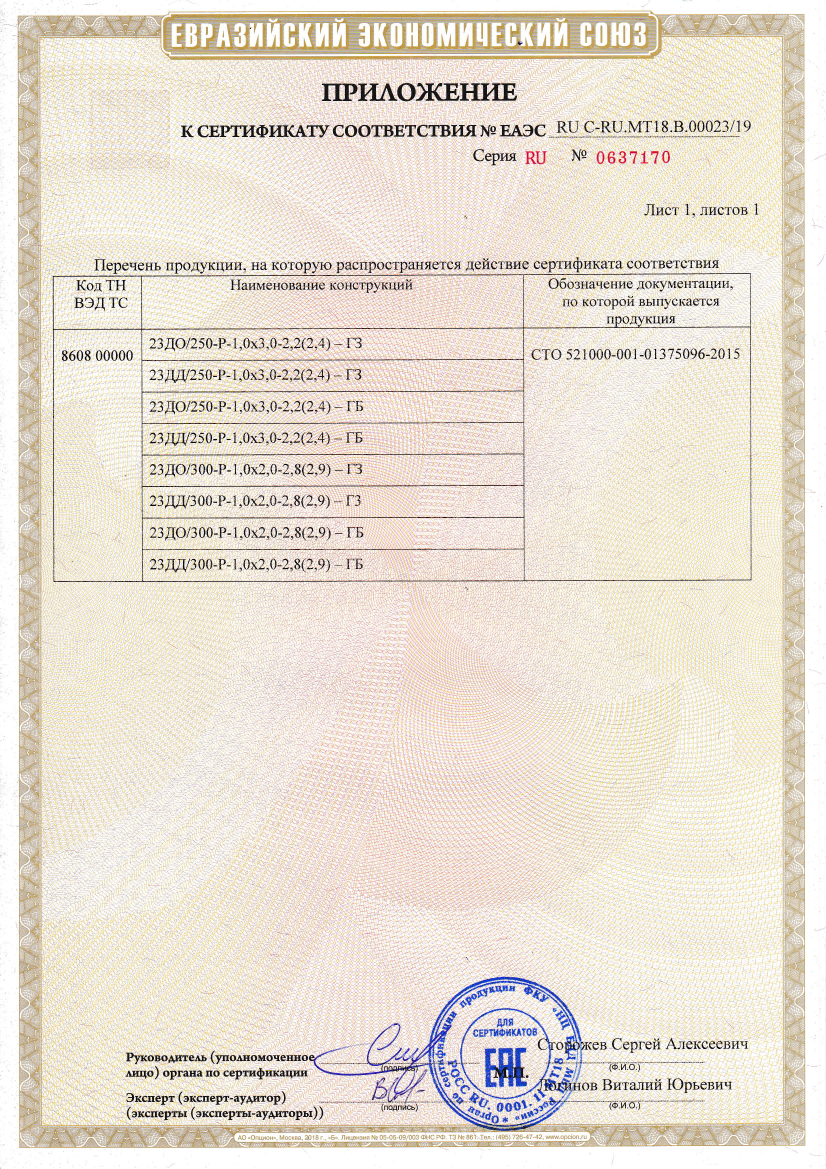 ЕВРАЗИЙСКИЙ ЭКОНОМИЧЕСКИЙ СОЮЗ
ПРИЛОЖЕНИЕ
К СЕРТИФИКАТУ СООТВЕТСТВИЯ № ЕАЭС RU С-RU.МТ18.В.00023/19
Серия RU № 0637170
Лист 1, листов 1
Перечень продукции, на которую распространяется действие сертификата соответствия
Код ТН
ВЭД ТС
Наименование конструкций
Обозначение документации,
по которой выпускается
продукция
8608 00000
23ДО/250-Р-1,0х3,0-2,2(2,4) – ГЗ
23ДД/250-Р-1,0х3,0-2,2(2,4) – ГЗ
23ДО/250-Р-1,0х3,0-2,2(2,4) – ГБ
23ДД/250-Р-1,0х3,0-2,2(2,4) – ГБ
23ДО/300-Р-1,0х2,0-2,8(2,9) – ГЗ
23ДД/300-Р-1,0х2,0-2,8(2,9) – ГЗ
23ДО/300-Р-1,0х2,0-2,8(2,9) – ГБ
23ДД/300-Р-1,0х2,0-2,8(2,9) – ГБ
СТО 521000-001-01375096-2015
Руководитель (уполномоченное
лицо) органа по сертификации
(подпись)
Сторожев Сергей Алексеевич
(Ф.И.О.)
М.П.
Эксперт (эксперт-аудитор)
(эксперты (эксперты-аудиторы))
(подпись)
Логинов Виталий Юрьевич
(Ф.И.О.)
Орган по сертификации продукции ФКУ «НЦ БДД МВД России»
РОСС RU. 0001. 11МТ18
ДЛЯ
СЕРТИФИКАТОВ
ЕАС
АО «Опцион», Москва, 2018 г., «Б». Лицензия № 05-05-09/003 ФНС РФ. ТЗ № 861. Тел.: (495) 726-47-42, www.opcion.ru